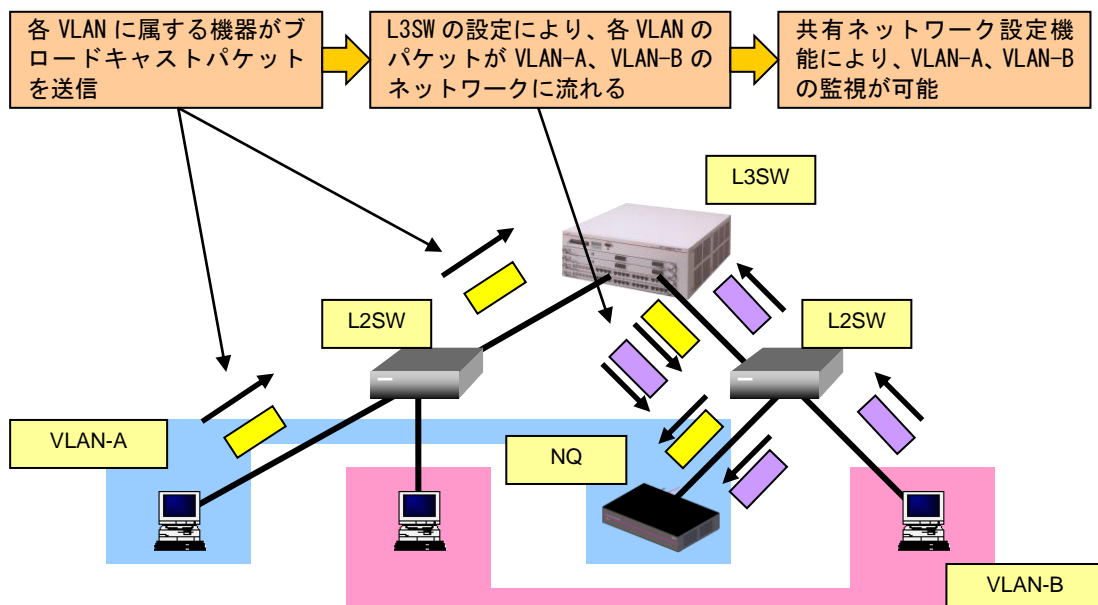 各 VLAN に属する機器がブ
ロードキャストパケット
を送信
L3SW の設定により、各 VLAN の
パケットが VLAN-A、VLAN-B の
ネットワークに流れる
共有ネットワーク設定機
能により、VLAN-A、VLAN-B
の監視が可能
L3SW
L2SW
L2SW
VLAN-A
NQ
VLAN-B